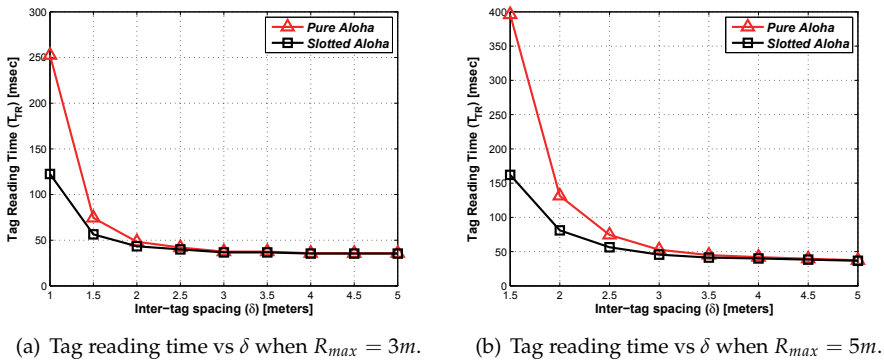 300
250
200
150
100
50
0
Tag Reading Time (T_TR) [msec]
Pure Aloha
Slotted Aloha
1 1.5 2 2.5 3 3.5 4 4.5 5
Inter−tag spacing (δ) [meters]
(a) Tag reading time vs δ when R_max = 3m.
400
350
300
250
200
150
100
50
0
Tag Reading Time (T_TR) [msec]
Pure Aloha
Slotted Aloha
1.5 2 2.5 3 3.5 4 4.5 5
Inter−tag spacing (δ) [meters]
(b) Tag reading time vs δ when R_max = 5m.